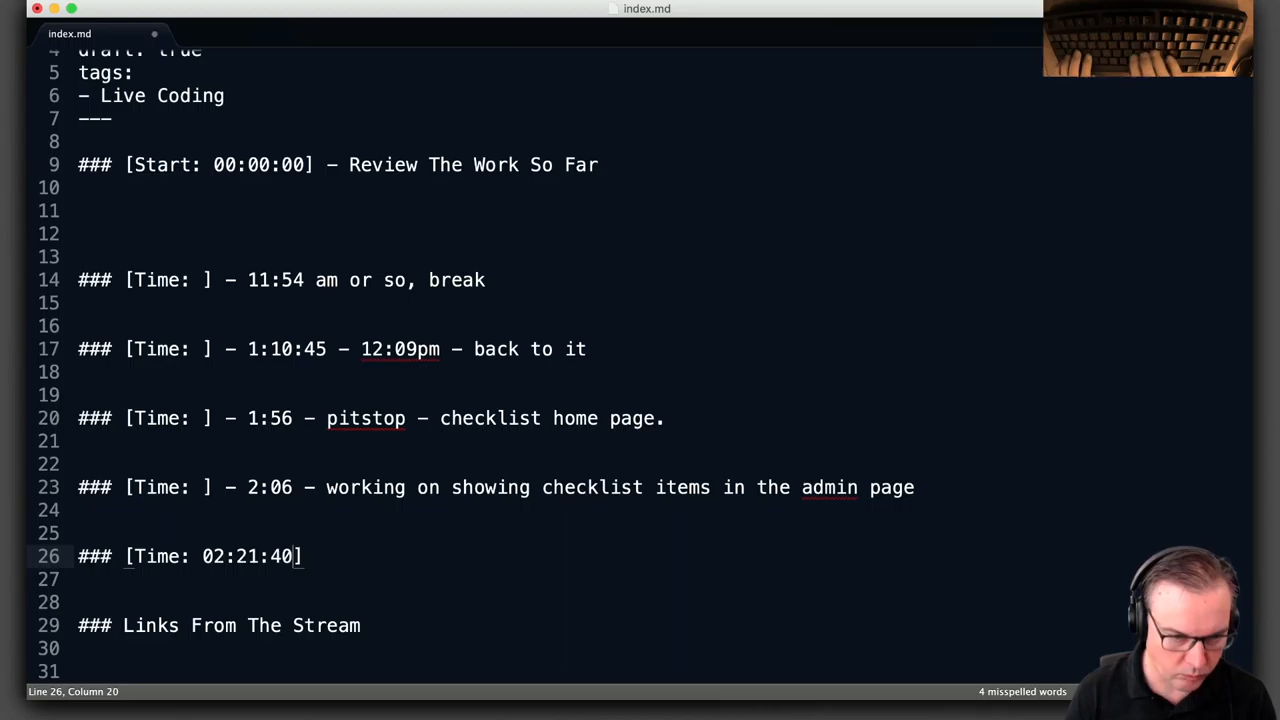 index.md
index.md
4 draft: true
5 tags:
6 - Live Coding
7 ---
8
9 ### [Start: 00:00:00] - Review The Work So Far
10
11
12
13
14 ### [Time: ] - 11:54 am or so, break
15
16
17 ### [Time: ] - 1:10:45 - 12:09pm - back to it
18
19
20 ### [Time: ] - 1:56 - pitstop - checklist home page.
21
22
23 ### [Time: ] - 2:06 - working on showing checklist items in the admin page
24
25
26 ### [Time: 02:21:40]
27
28
29 ### Links From The Stream
30
31
Line 26, Column 20
4 misspelled words